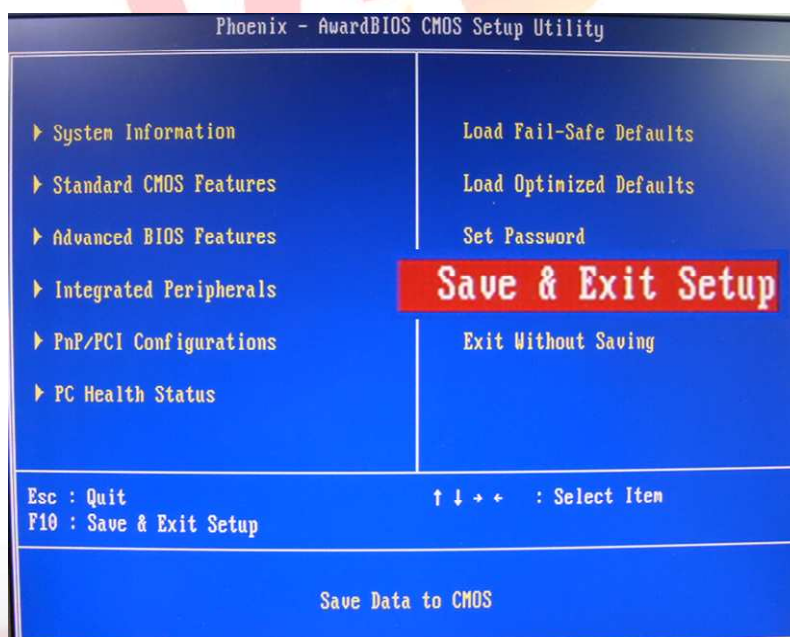 Phoenix - AwardBIOS CMOS Setup Utility
System Information
Standard CMOS Features
Advanced BIOS Features
Integrated Peripherals
PnP/PCI Configurations
PC Health Status
Load Fail-Safe Defaults
Load Optimized Defaults
Set Password
Save & Exit Setup
Exit Without Saving
Esc : Quit
F10 : Save & Exit Setup
↑ ↓ → ← : Select Item
Save Data to CMOS